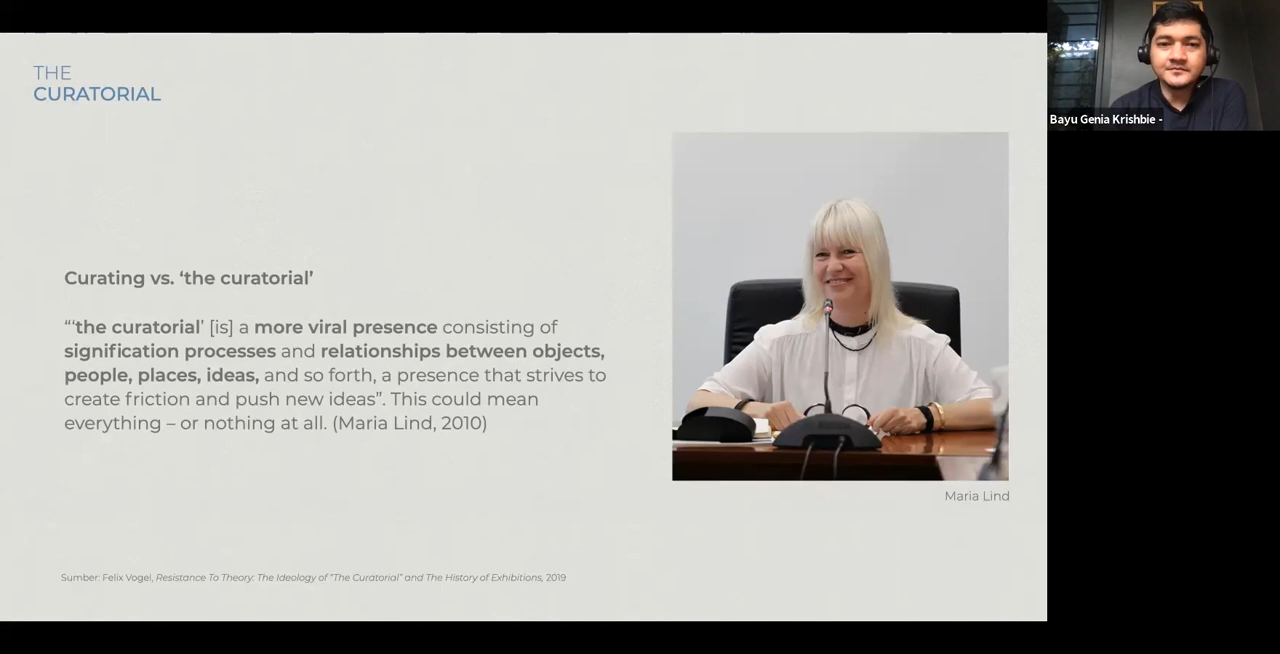 THE
CURATORIAL
Curating vs. ‘the curatorial’
“‘the curatorial’ [is] a more viral presence consisting of
signification processes and relationships between objects,
people, places, ideas, and so forth, a presence that strives to
create friction and push new ideas”. This could mean
everything – or nothing at all. (Maria Lind, 2010)
Maria Lind
Sumber: Felix Vogel, Resistance To Theory: The Ideology of “The Curatorial” and The History of Exhibitions, 2019
Bayu Genia Krishbie -